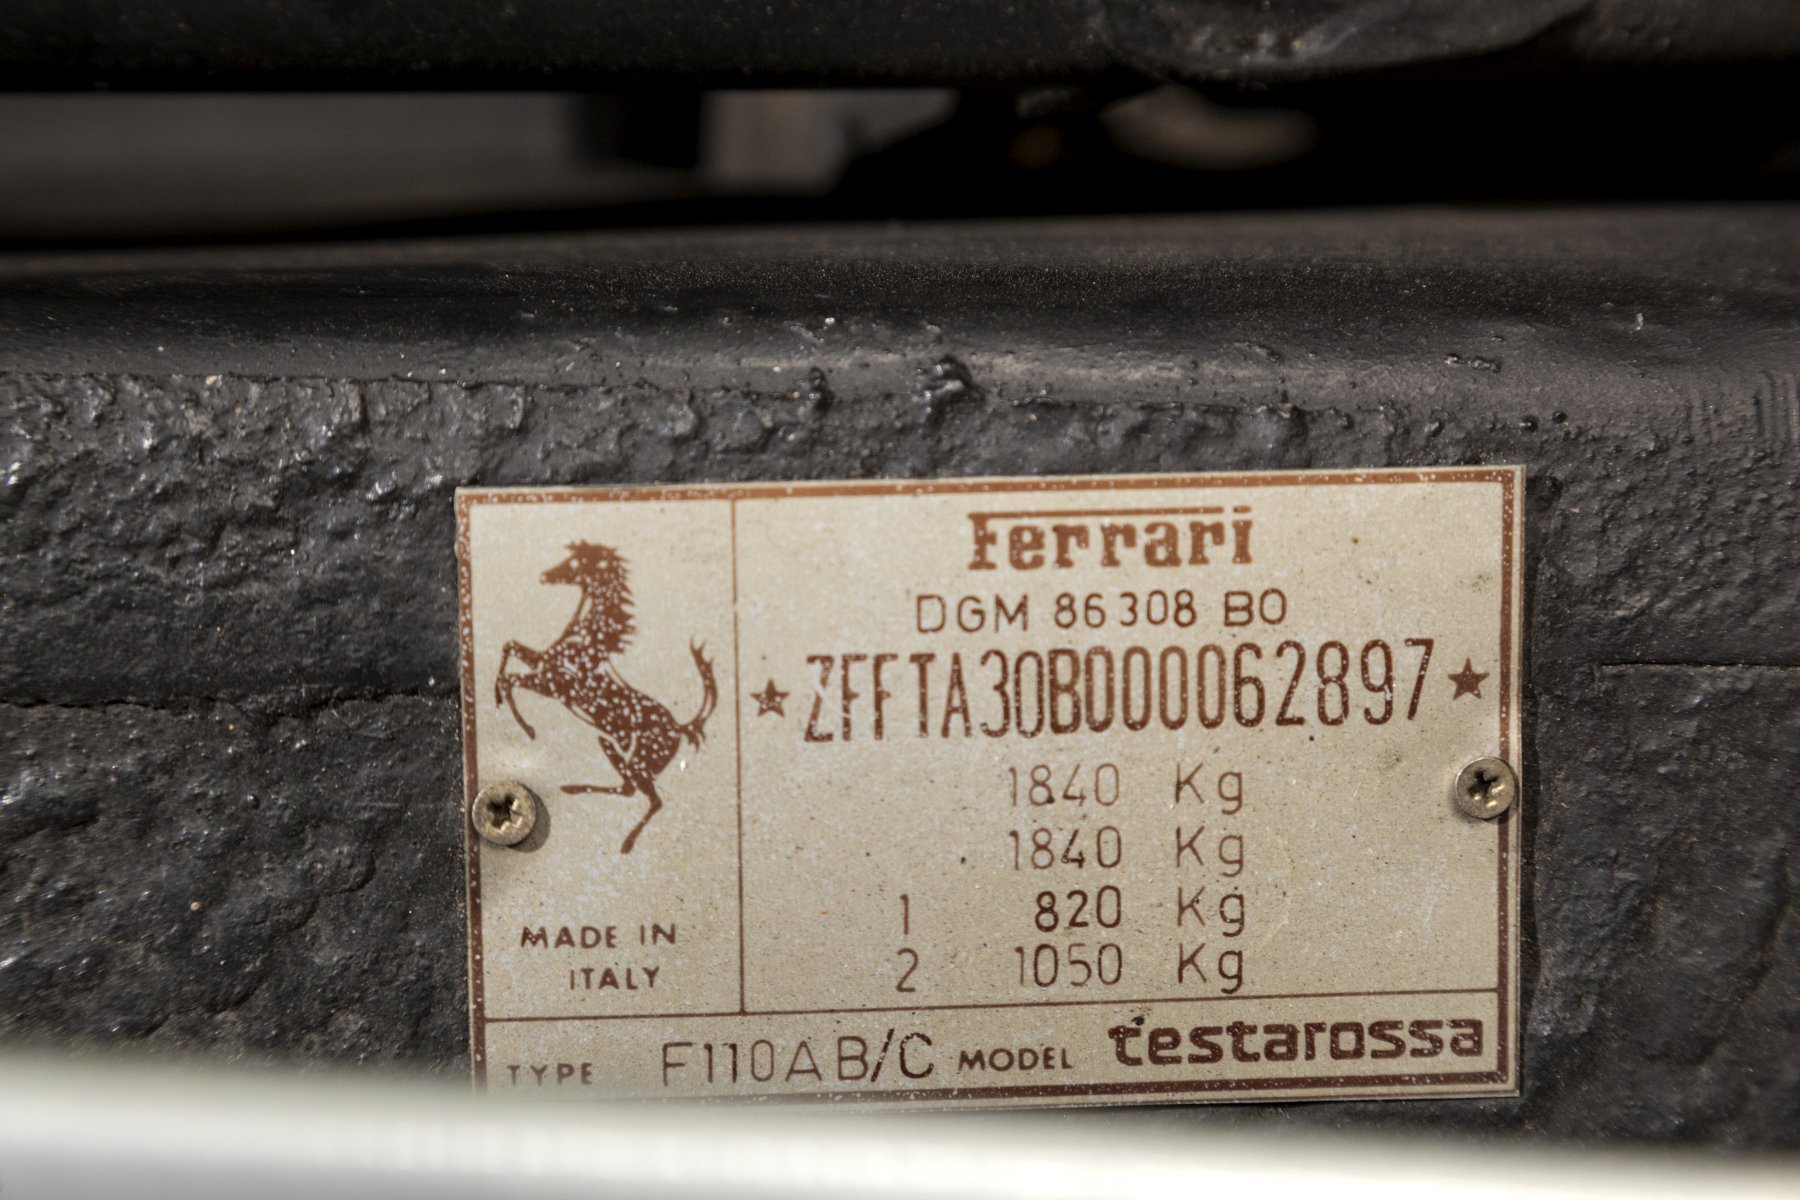 Ferrari
DGM 86308 BO
★ ZFFTA30B000062897 ★
1840 Kg
1840 Kg
1 820 Kg
2 1050 Kg
MADE IN
ITALY
TYPE F110AB/C MODEL testarossa